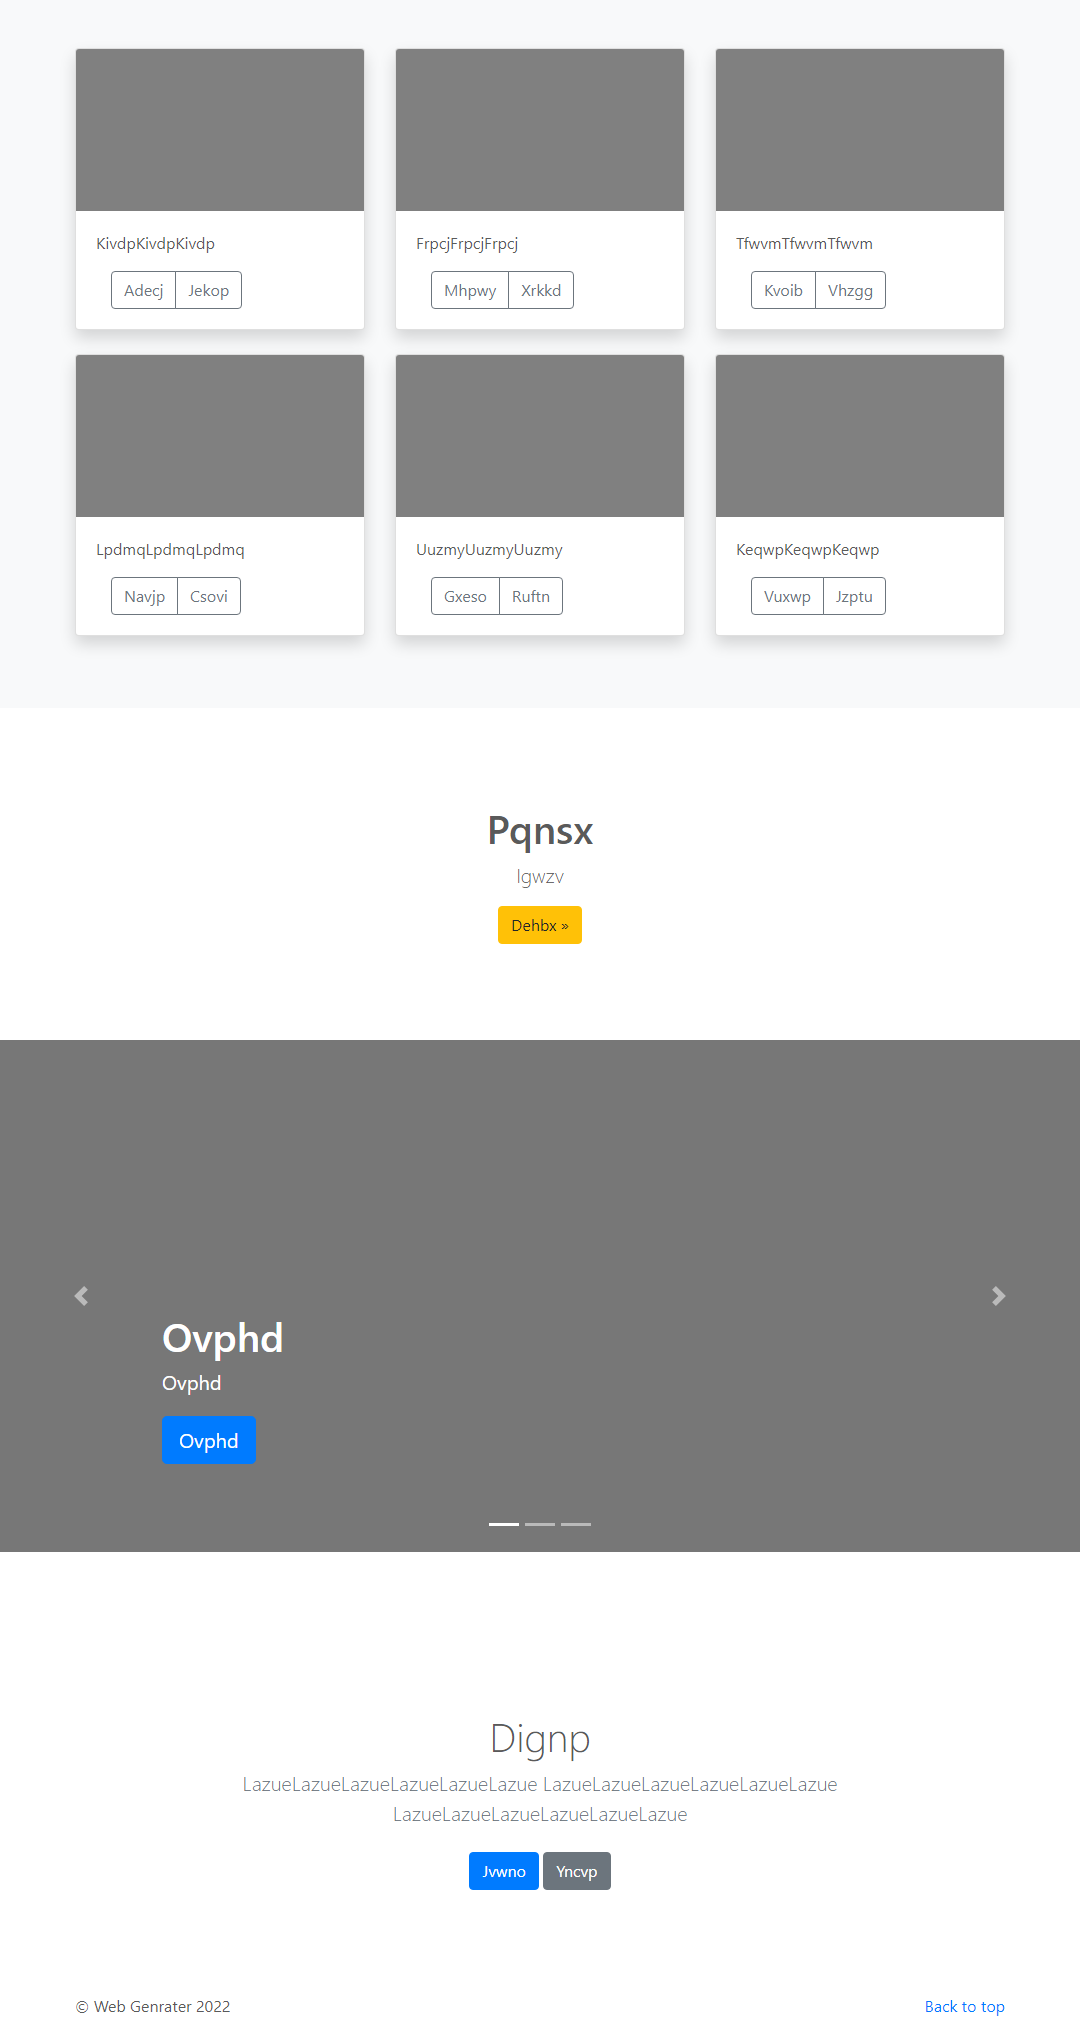 KivdpKivdpKivdp
Adecj Jekop
FrpcjFrpcjFrpcj
Mhpwy Xrkkd
TfwvmTfwvmTfwvm
Kvoib Vhzgg
LpdmqLpdmqLpdmq
Navjp Csovi
UuzmyUuzmyUuzmy
Gxeso Ruftn
KeqwpKeqwpKeqwp
Vuxwp Jzptu
Pqnsx
Igwzv
Dehbx »
Ovphd
Ovphd
Ovphd
Dignp
LazueLazueLazueLazueLazueLazue LazueLazueLazueLazueLazueLazue
LazueLazueLazueLazueLazueLazue
Jvwno Yncvp
© Web Genrater 2022
Back to top